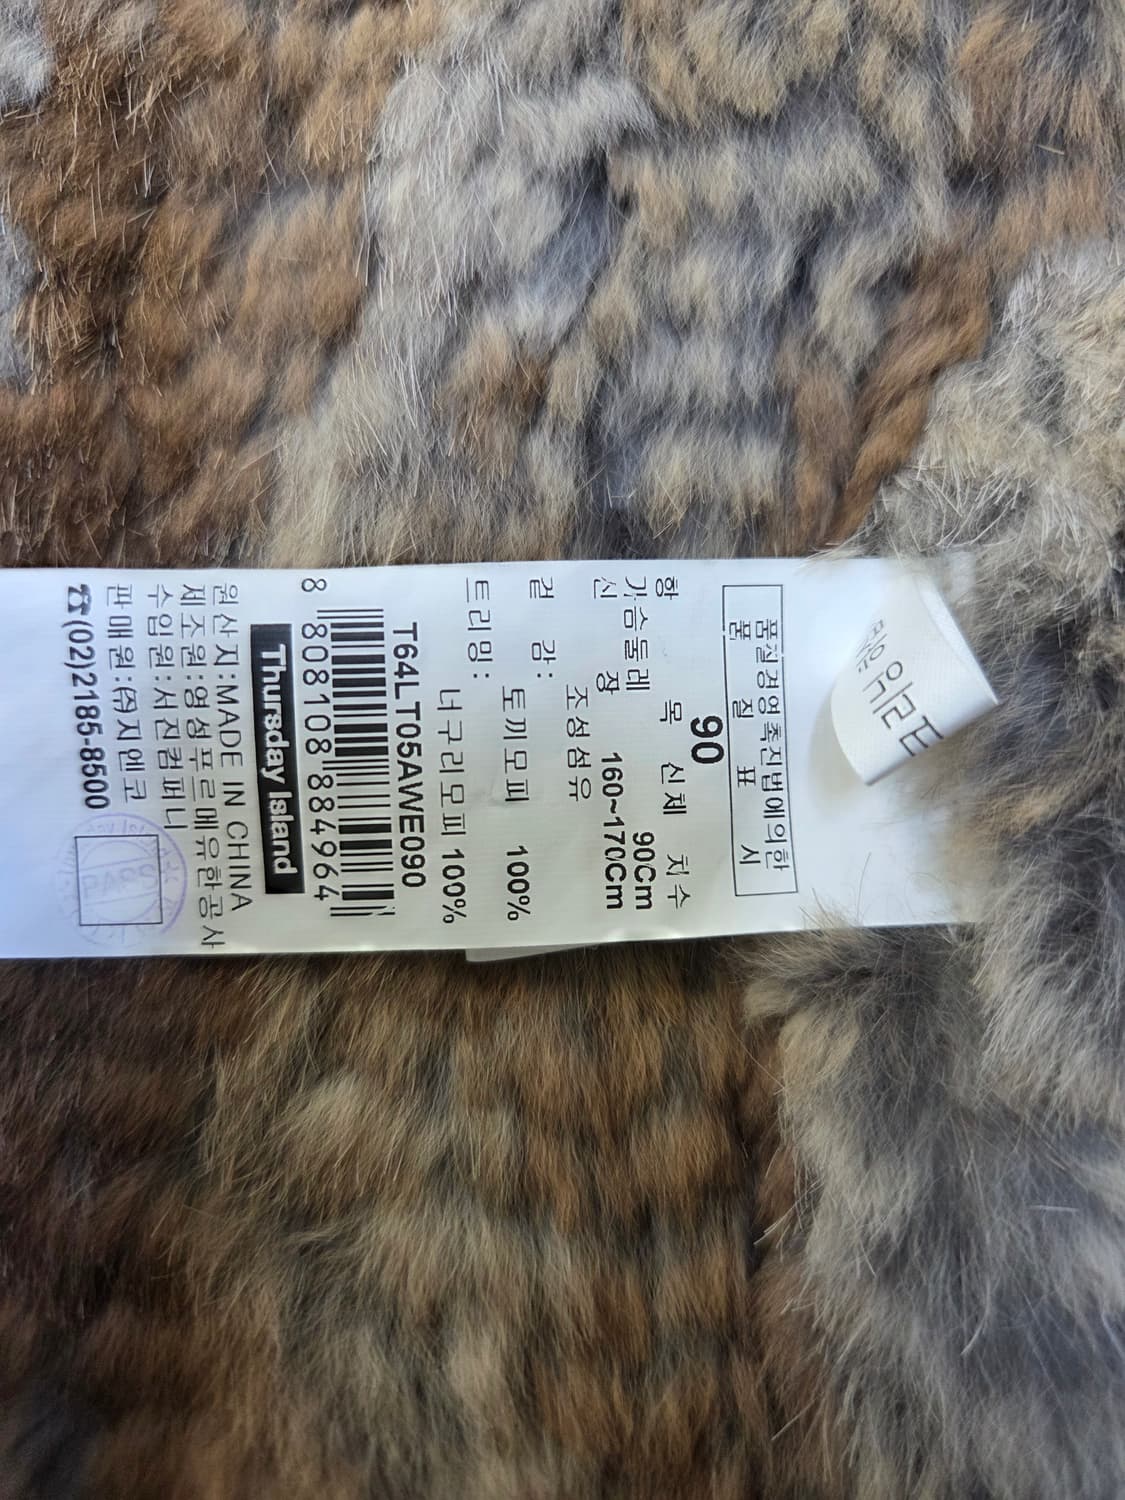 품질경영촉진법에의한
품 질 표 시
90
항 목 신체 치수
가슴둘레 90Cm
신 장 160~170Cm
조성섬유
겉 감:
토끼모피 100%
트리밍:
너구리모피 100%
T64LT05AWE090
8 808108 884964
Thursday Island
원산지:MADE IN CHINA
제조원:영성푸르메유한공사
수입원:서진컴퍼니
판매원:㈜지엔코
☎(02)2185-8500
PAPS